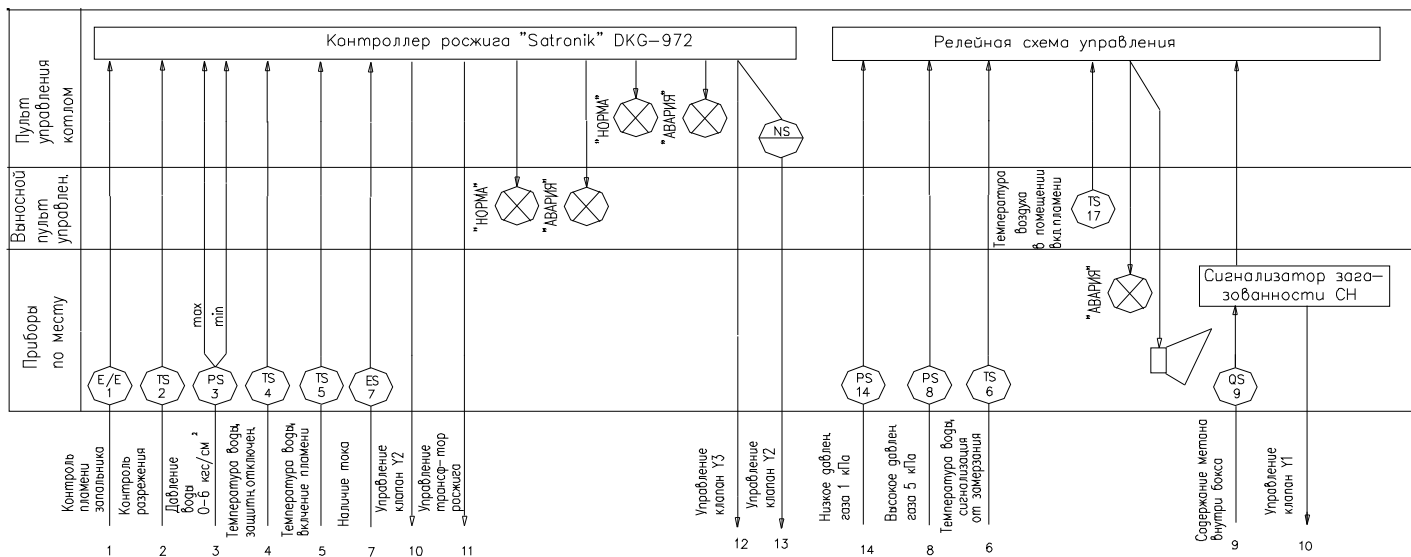 Пульт
управления
котлом
Контроллер росжига "Satronik" DKG-972
Релейная схема управления
"НОРМА"
"АВАРИЯ"
NS
Выносной
пульт
управлен.
"НОРМА"
"АВАРИЯ"
Температура
воздуха
в помещении
вкл.пламени
TS
17
Приборы
по месту
max
min
"АВАРИЯ"
Сигнализатор зага-
зованности СН
E/E
1
TS
2
PS
3
TS
4
TS
5
ES
7
PS
14
PS
8
TS
6
QS
9
Контроль
пламени
запальника
Контроль
разрежения
Давление
воды
0-6 кгс/см²
Температура воды,
защитн.отключен.
Температура воды,
включение пламени
Наличие тока
Управление
клапан Y2
Управление
трансф-тор
росжига
Управление
клапан Y3
Управление
клапан Y2
Низкое давлен.
газа 1 кПа
Высокое давлен.
газа 5 кПа
Температура воды,
сигнализация
от замерзания
Содержание метана
внутри бокса
Управление
клапан Y1
1
2
3
4
5
7
10
11
12
13
14
8
6
9
10